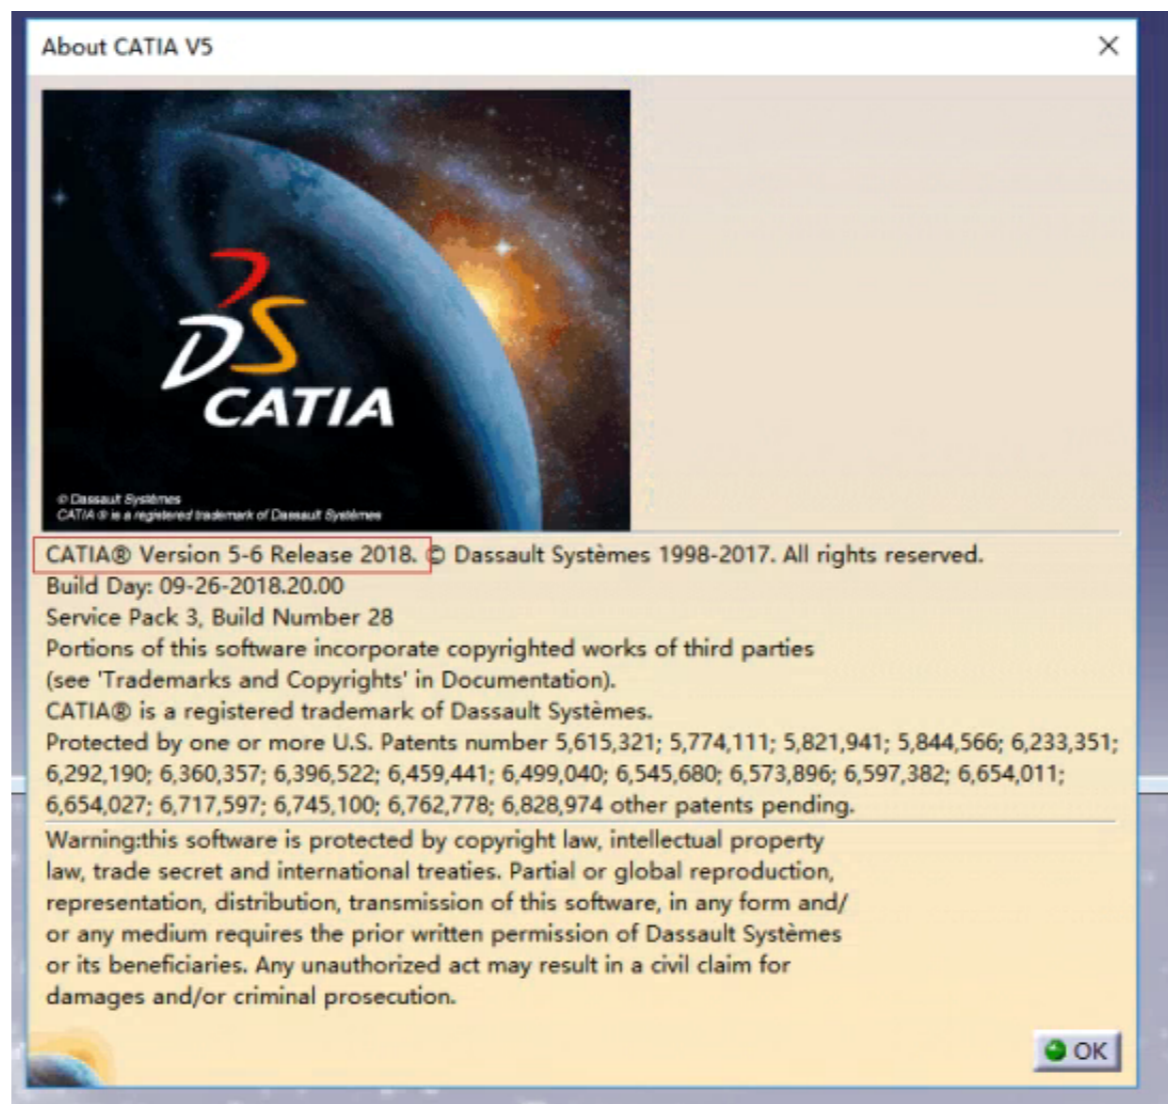 About CATIA V5
DS
CATIA
© Dassault Systèmes
CATIA ® is a registered trademark of Dassault Systèmes
CATIA® Version 5-6 Release 2018. © Dassault Systèmes 1998-2017. All rights reserved.
Build Day: 09-26-2018.20.00
Service Pack 3, Build Number 28
Portions of this software incorporate copyrighted works of third parties
(see 'Trademarks and Copyrights' in Documentation).
CATIA® is a registered trademark of Dassault Systèmes.
Protected by one or more U.S. Patents number 5,615,321; 5,774,111; 5,821,941; 5,844,566; 6,233,351;
6,292,190; 6,360,357; 6,396,522; 6,459,441; 6,499,040; 6,545,680; 6,573,896; 6,597,382; 6,654,011;
6,654,027; 6,717,597; 6,745,100; 6,762,778; 6,828,974 other patents pending.
Warning:this software is protected by copyright law, intellectual property
law, trade secret and international treaties. Partial or global reproduction,
representation, distribution, transmission of this software, in any form and/
or any medium requires the prior written permission of Dassault Systèmes
or its beneficiaries. Any unauthorized act may result in a civil claim for
damages and/or criminal prosecution.
OK